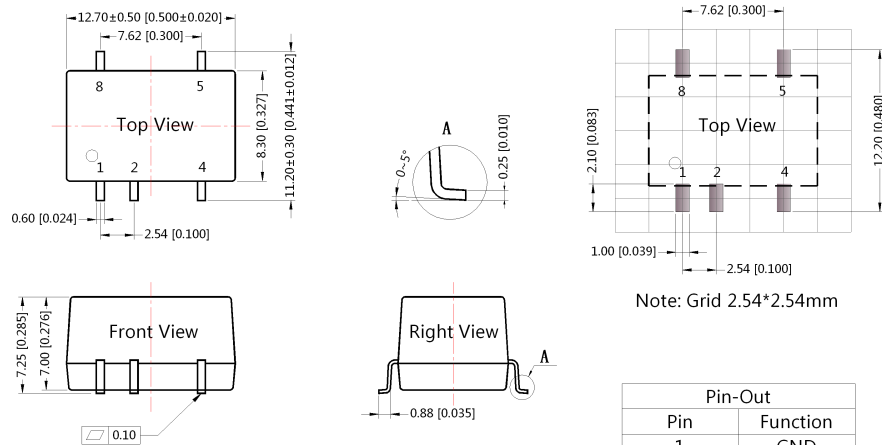 12.70±0.50 [0.500±0.020]
7.62 [0.300]
8
5
Top View
1
2
4
8.30 [0.327]
11.20±0.30 [0.441±0.012]
0.60 [0.024]
2.54 [0.100]
A
0~5°
0.25 [0.010]
7.62 [0.300]
8
5
Top View
1
2
4
2.10 [0.083]
12.20 [0.480]
1.00 [0.039]
2.54 [0.100]
Note: Grid 2.54*2.54mm
7.25 [0.285]
7.00 [0.276]
Front View
0.10
Right View
A
0.88 [0.035]
Pin-Out
Pin Function
1 GND